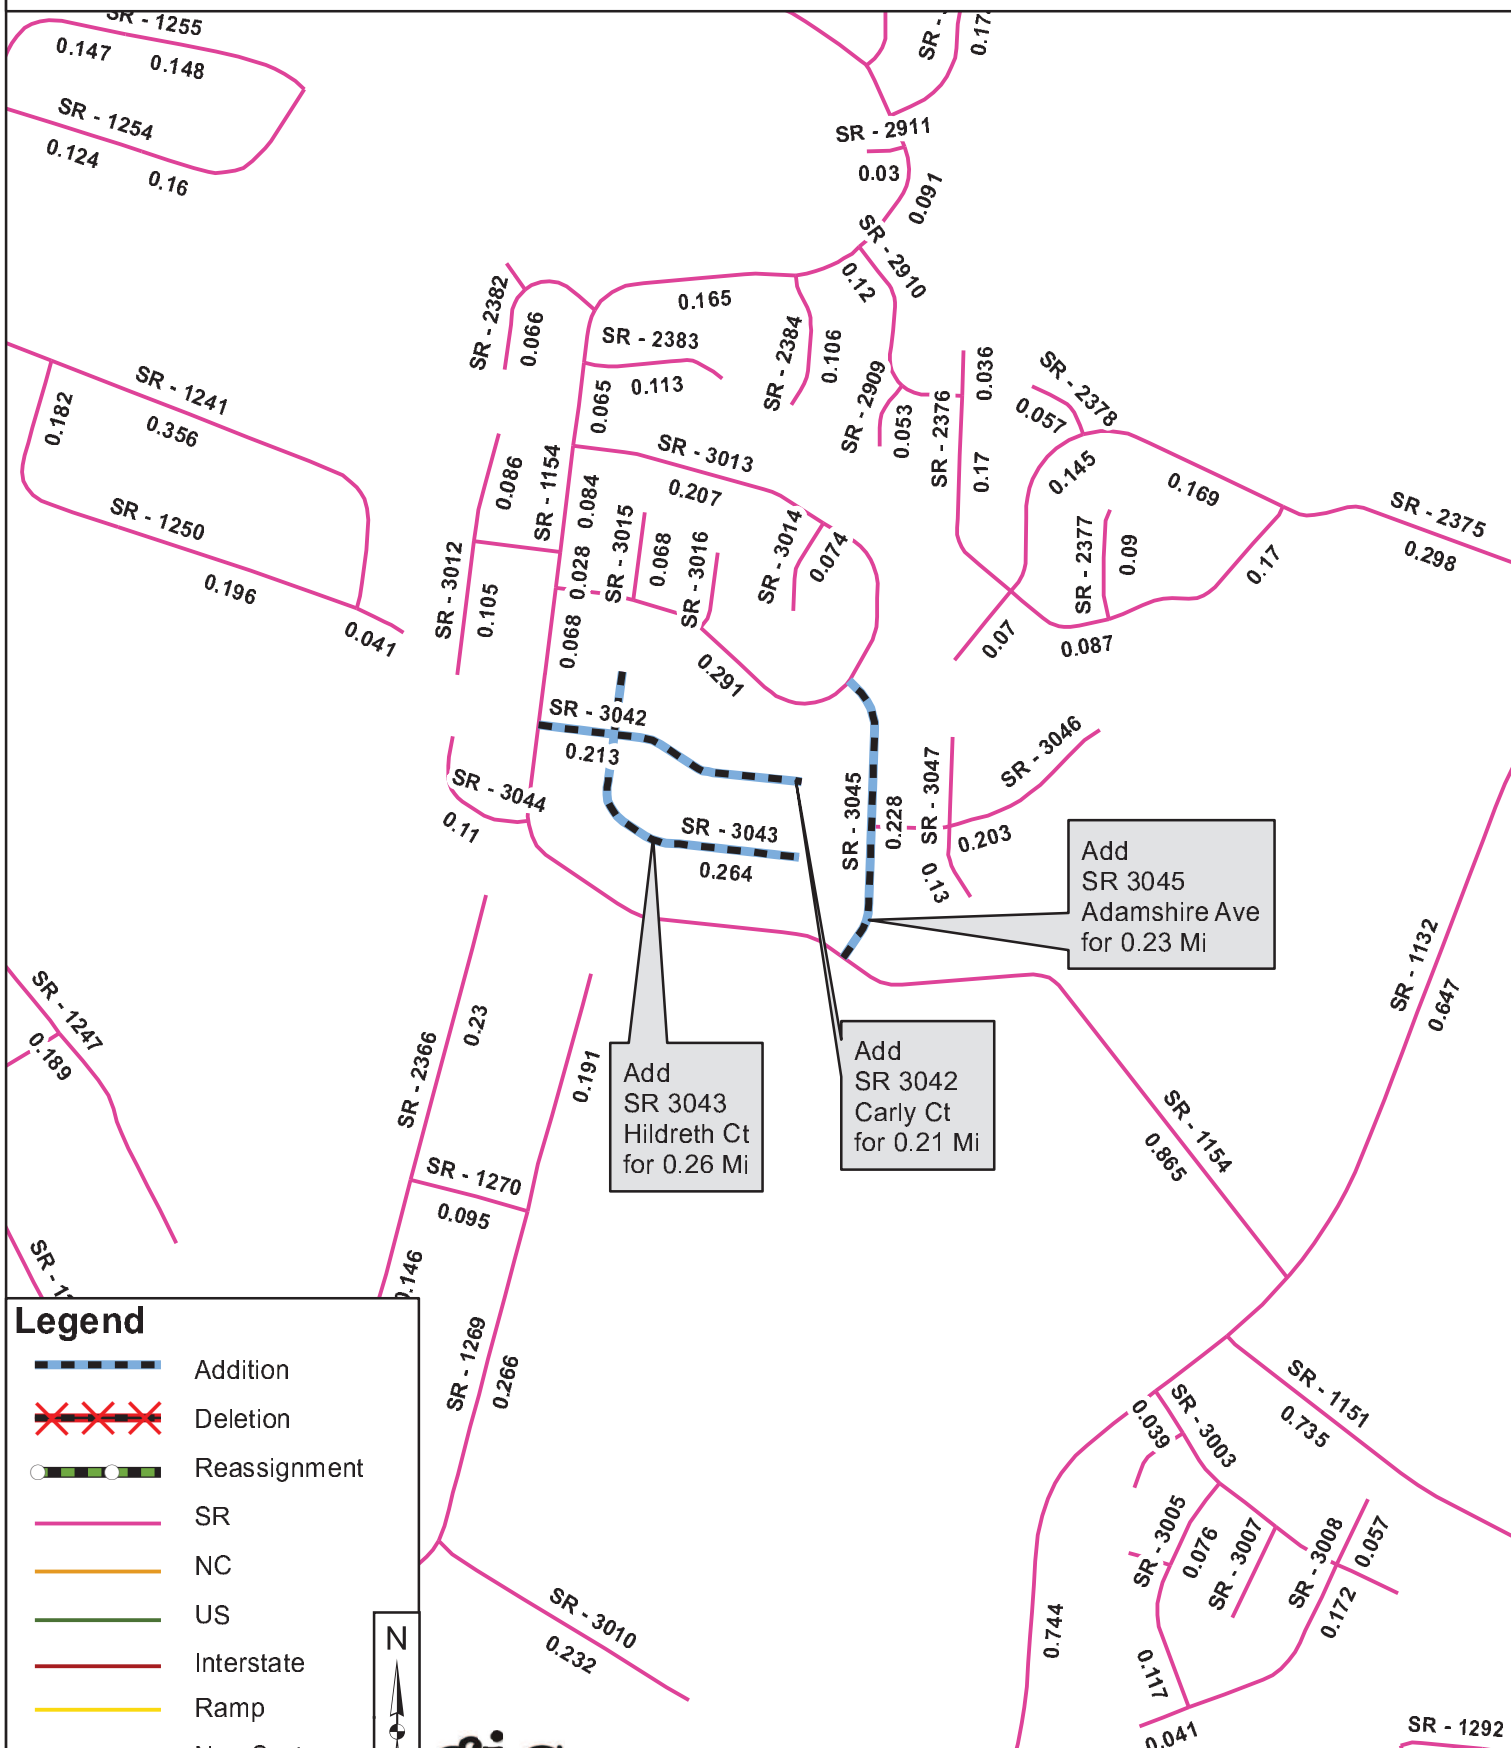 SR - 1255
0.147
0.148
SR - 1254
0.124
0.16
SR -
0.17
SR - 2911
0.03
0.091
SR - 2910
0.12
SR - 2382
0.066
0.165
SR - 2383
0.113
0.065
SR - 2384
0.106
SR - 2909
0.053
SR - 2376
0.036
0.17
SR - 2378
0.057
0.145
0.169
SR - 2375
0.298
SR - 2377
0.09
0.17
0.07
0.087
SR - 1241
0.182
0.356
SR - 1250
0.196
0.041
0.086
SR - 1154
SR - 3013
0.207
0.084
SR - 3015
0.028
0.068
SR - 3016
SR - 3014
0.074
SR - 3012
0.105
0.068
0.291
SR - 3042
0.213
SR - 3044
0.11
SR - 3043
0.264
SR - 3045
0.228
SR - 3047
SR - 3046
0.203
0.13
Add
SR 3045
Adamshire Ave
for 0.23 Mi
SR - 1132
0.647
SR - 1247
0.189
SR - 2366
0.23
0.191
Add
SR 3043
Hildreth Ct
for 0.26 Mi
Add
SR 3042
Carly Ct
for 0.21 Mi
SR - 1154
0.865
SR - 1270
0.095
0.146
SR - 1269
0.266
SR - 1151
0.735
SR - 3003
0.039
SR - 3005
0.076
SR - 3007
SR - 3008
0.057
0.172
0.744
0.117
0.041
SR - 1292
SR - 3010
0.232
Legend
Addition
Deletion
Reassignment
SR
NC
US
Interstate
Ramp
N